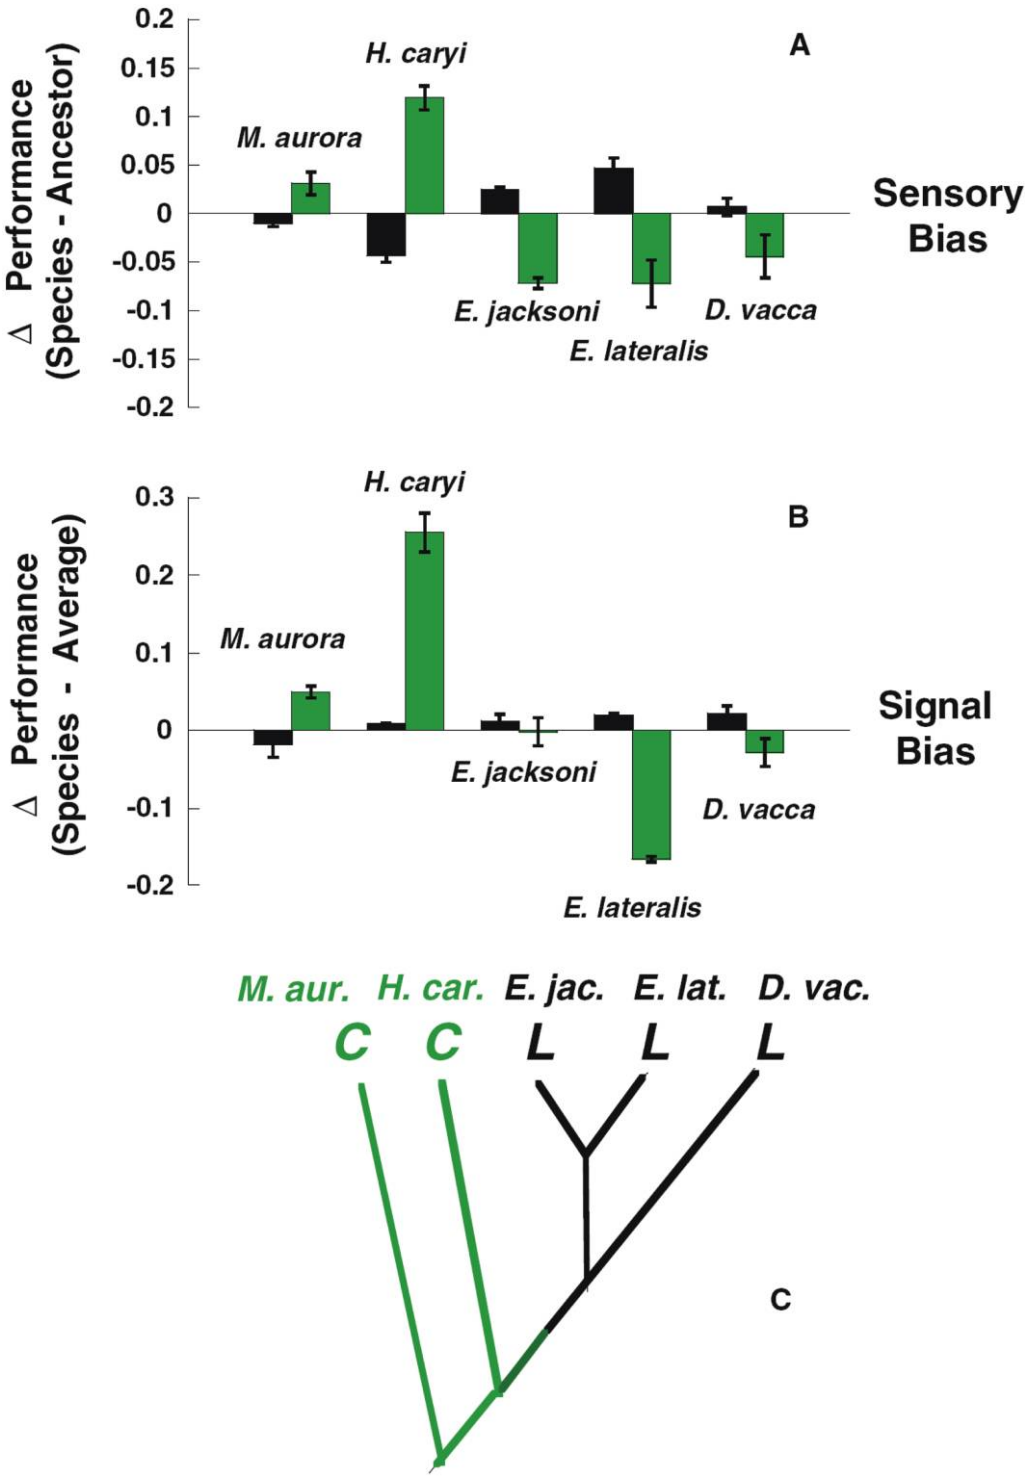 A
0.2
0.15
0.1
0.05
0
-0.05
-0.1
-0.15
-0.2
Δ Performance
(Species - Ancestor)
M. aurora
H. caryi
E. jacksoni
E. lateralis
D. vacca
Sensory
Bias
B
0.3
0.2
0.1
0
-0.1
-0.2
Δ Performance
(Species - Average)
M. aurora
H. caryi
E. jacksoni
E. lateralis
D. vacca
Signal
Bias
M. aur. H. car. E. jac. E. lat. D. vac.
C C L L L
C